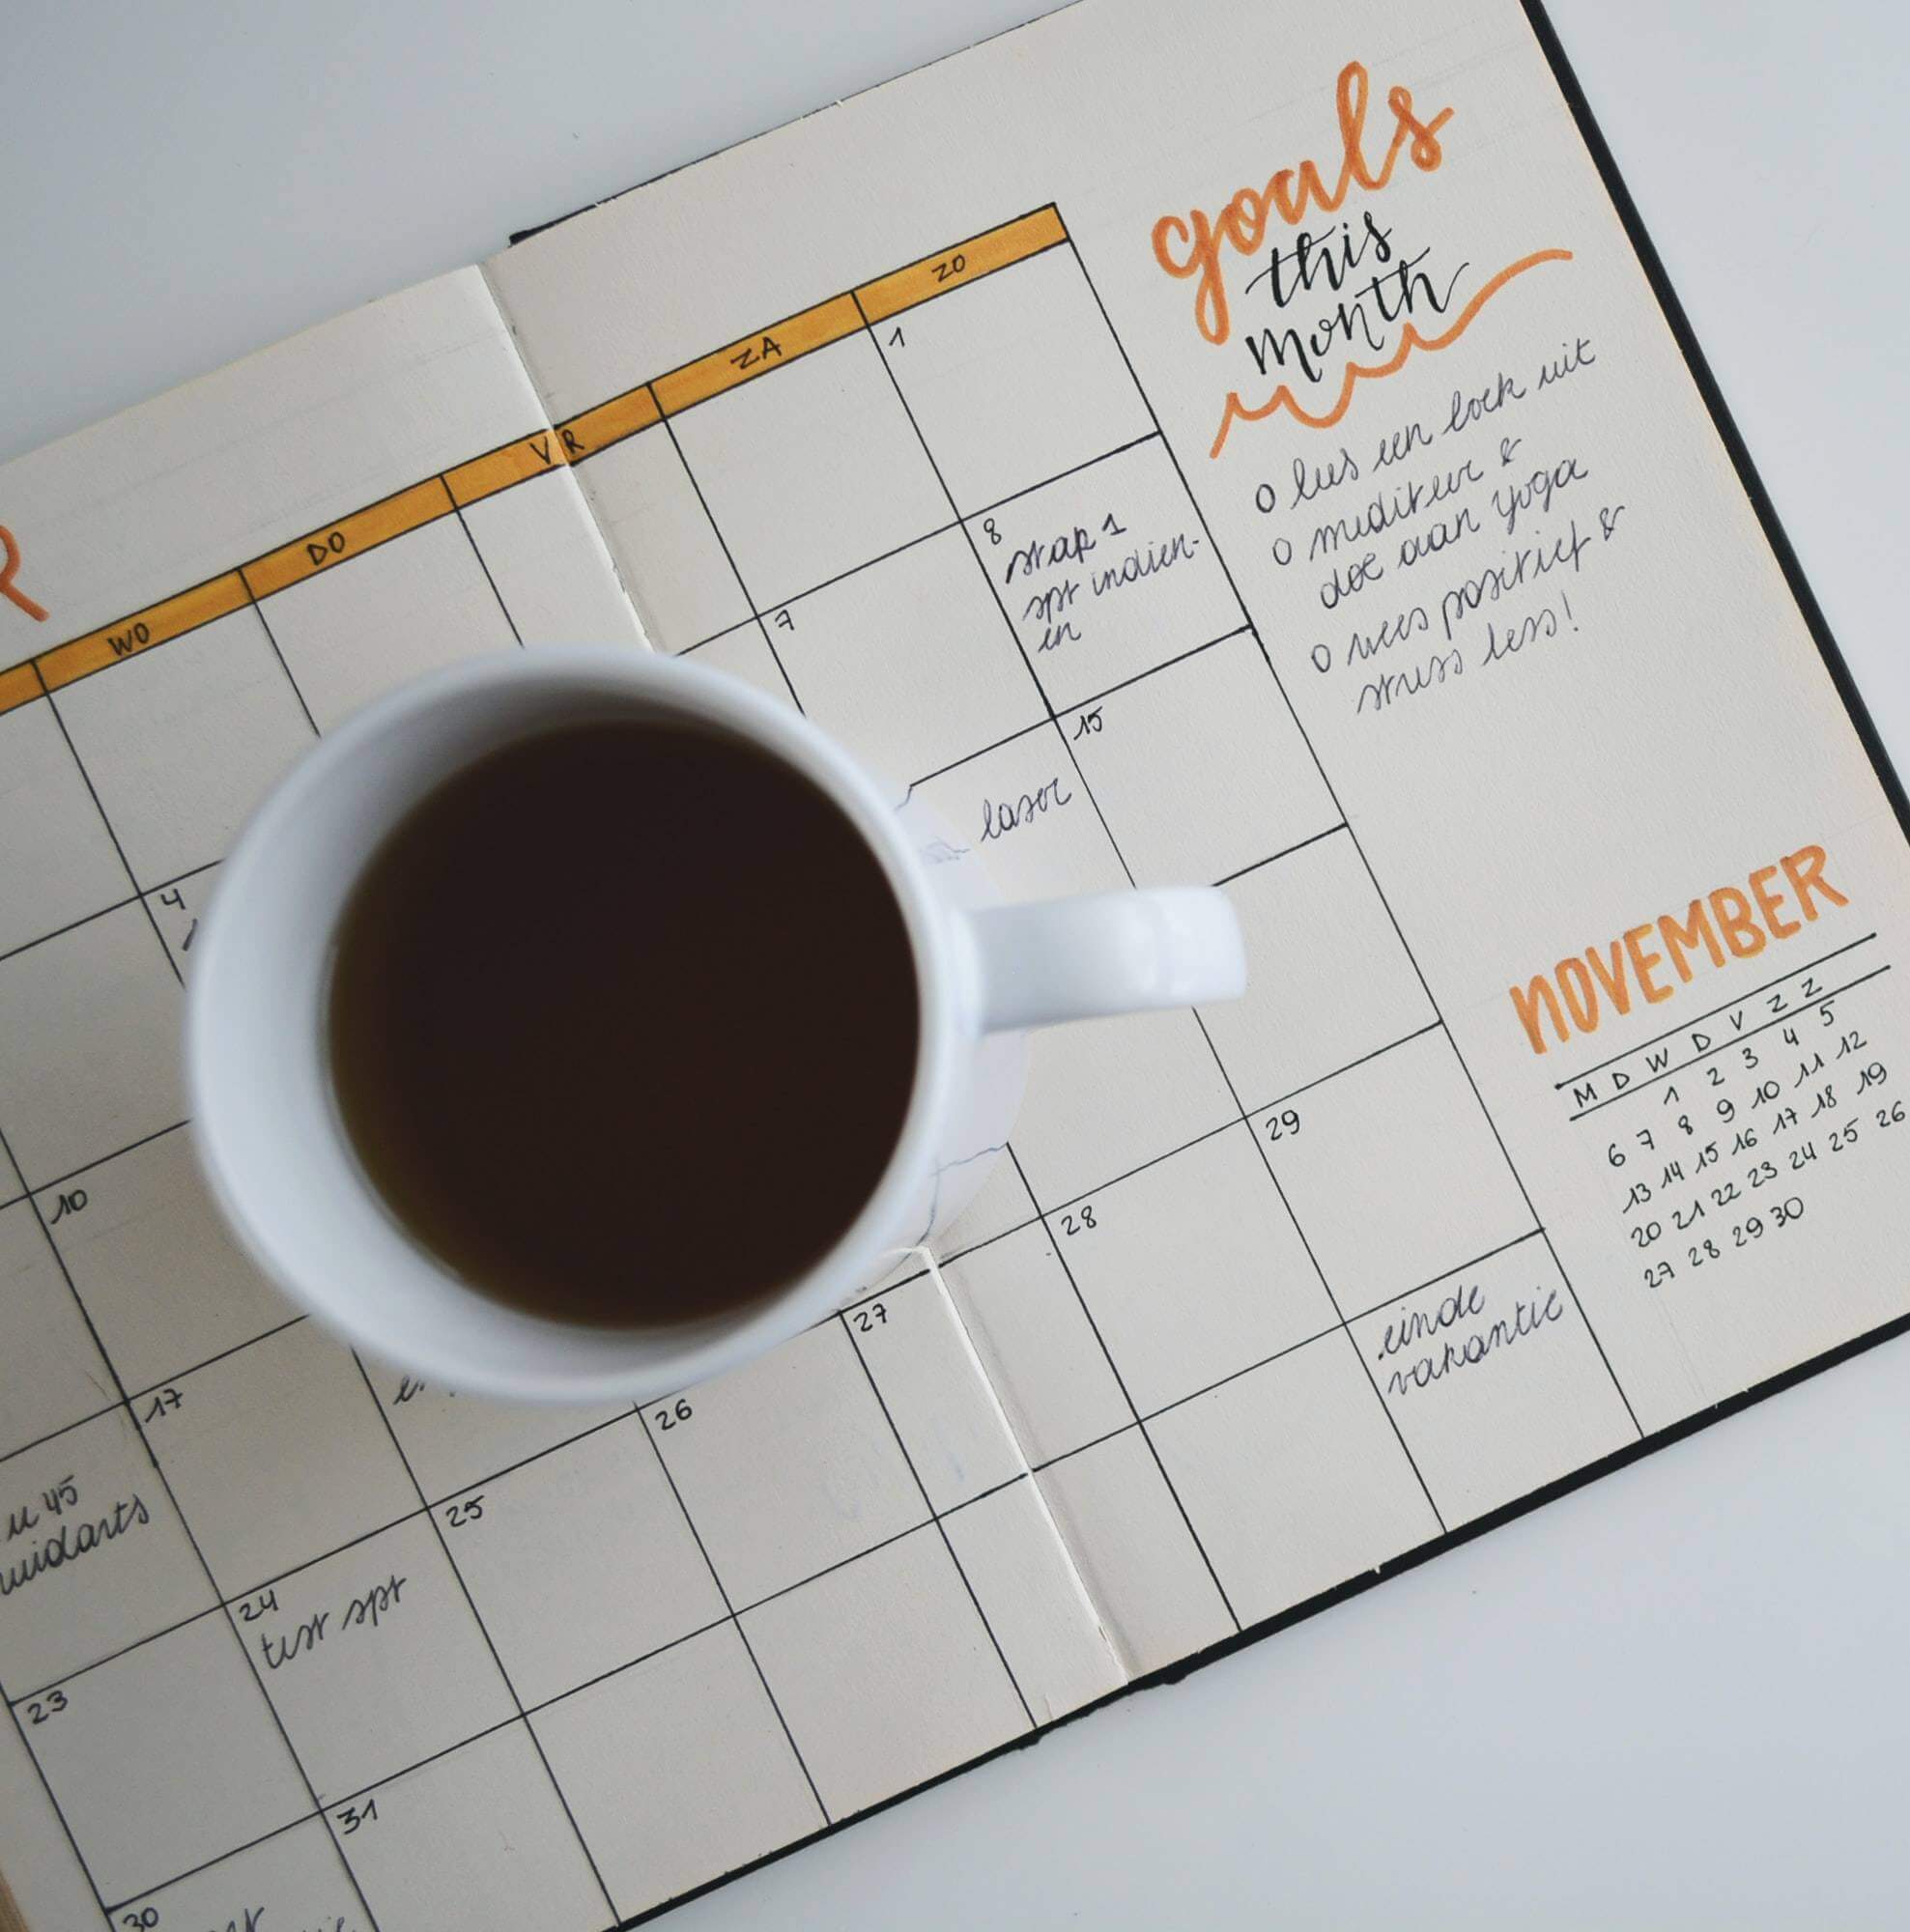 R
WO DO VR ZA ZO
1
4
7
8
stap 1
spr indien-
en
10
15
laser
17
u 45
23
24
test spr
25
26
27
28
29
einde
vakantie
30
31
goals
this
month
o lees een boek uit
o mediteer &
doe aan yoga
o wees positief &
stress less!
NOVEMBER
M D W D V Z Z
1 2 3 4 5
6 7 8 9 10 11 12
13 14 15 16 17 18 19
20 21 22 23 24 25 26
27 28 29 30